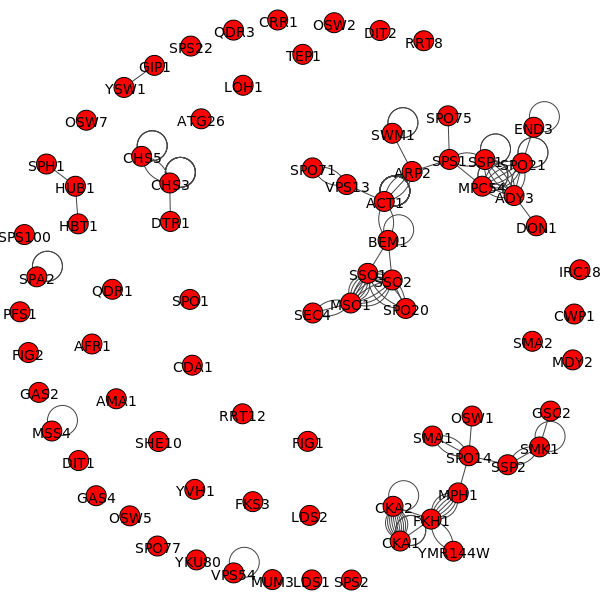 CRR1
OSW2
QDR3
DIT2
RRT8
SPS22
TEP1
GIP1
LOH1
YSW1
OSW7
ATG26
SPO75
END3
SWM1
CHS5
SPS1
SSP1
SPO21
SPH1
SPO71
ARP2
CHS3
VPS13
MPC54
HUB1
ADY3
ACT1
HBT1
DTR1
DON1
SPS100
BEM1
SPA2
SSO1
SSO2
IRC18
QDR1
SPO1
MSO1
PFS1
SEC4
SPO20
CWP1
AFR1
SMA2
FIG2
MDY2
CDA1
GAS2
AMA1
RRT12
OSW1
GSC2
MSS4
SHE10
FIG1
SMA1
SMK1
DIT1
SPO14
SSP2
YVH1
GAS4
MPH1
FKS3
CKA2
OSW5
LDS2
FKH1
CKA1
SPO77
YMR144W
YKU80
VPS54
MUM3
LDS1
SPS2